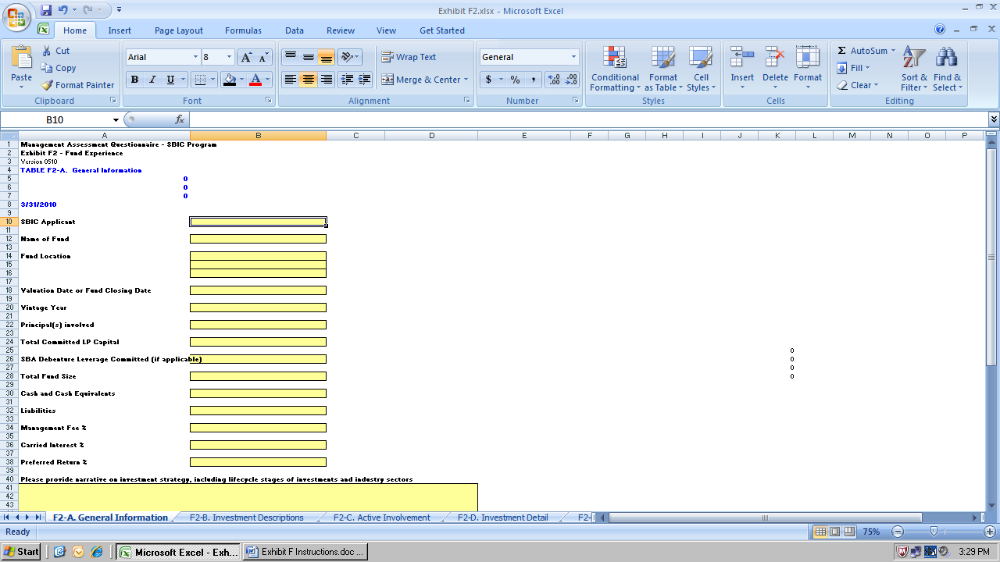 Exhibit F2.xlsx - Microsoft Excel
Home Insert Page Layout Formulas Data Review View Get Started
Paste Cut Copy Format Painter Clipboard
Arial 8 B I U Font
Wrap Text Merge & Center Alignment
General $ % , Number
Conditional Formatting Format as Table Cell Styles Styles
Insert Delete Format Cells
AutoSum Fill Clear Sort & Filter Find & Select Editing
B10 fx
A B C D E F G H I J K L M N O P
1 Management Assessment Questionnaire - SBIC Program
2 Exhibit F2 - Fund Experience
3 Version 0510
4 TABLE F2-A. General Information
5 0
6 0
7 0
8 3/31/2010
9
10 SBIC Applicant
11
12 Name of Fund
13
14 Fund Location
15
16
17
18 Valuation Date or Fund Closing Date
19
20 Vintage Year
21
22 Principal(s) involved
23
24 Total Committed LP Capital
25 0
26 SBA Debenture Leverage Committed (if applicable) 0
27 0
28 Total Fund Size 0
29
30 Cash and Cash Equivalents
31
32 Liabilities
33
34 Management Fee %
35
36 Carried Interest %
37
38 Preferred Return %
39
40 Please provide narrative on investment strategy, including lifecycle stages of investments and industry sectors
41
42
43
F2-A. General Information F2-B. Investment Descriptions F2-C. Active Involvement F2-D. Investment Detail F2-
Ready 75%
Start Microsoft Excel - Exh... Exhibit F Instructions.doc ... 3:29 PM